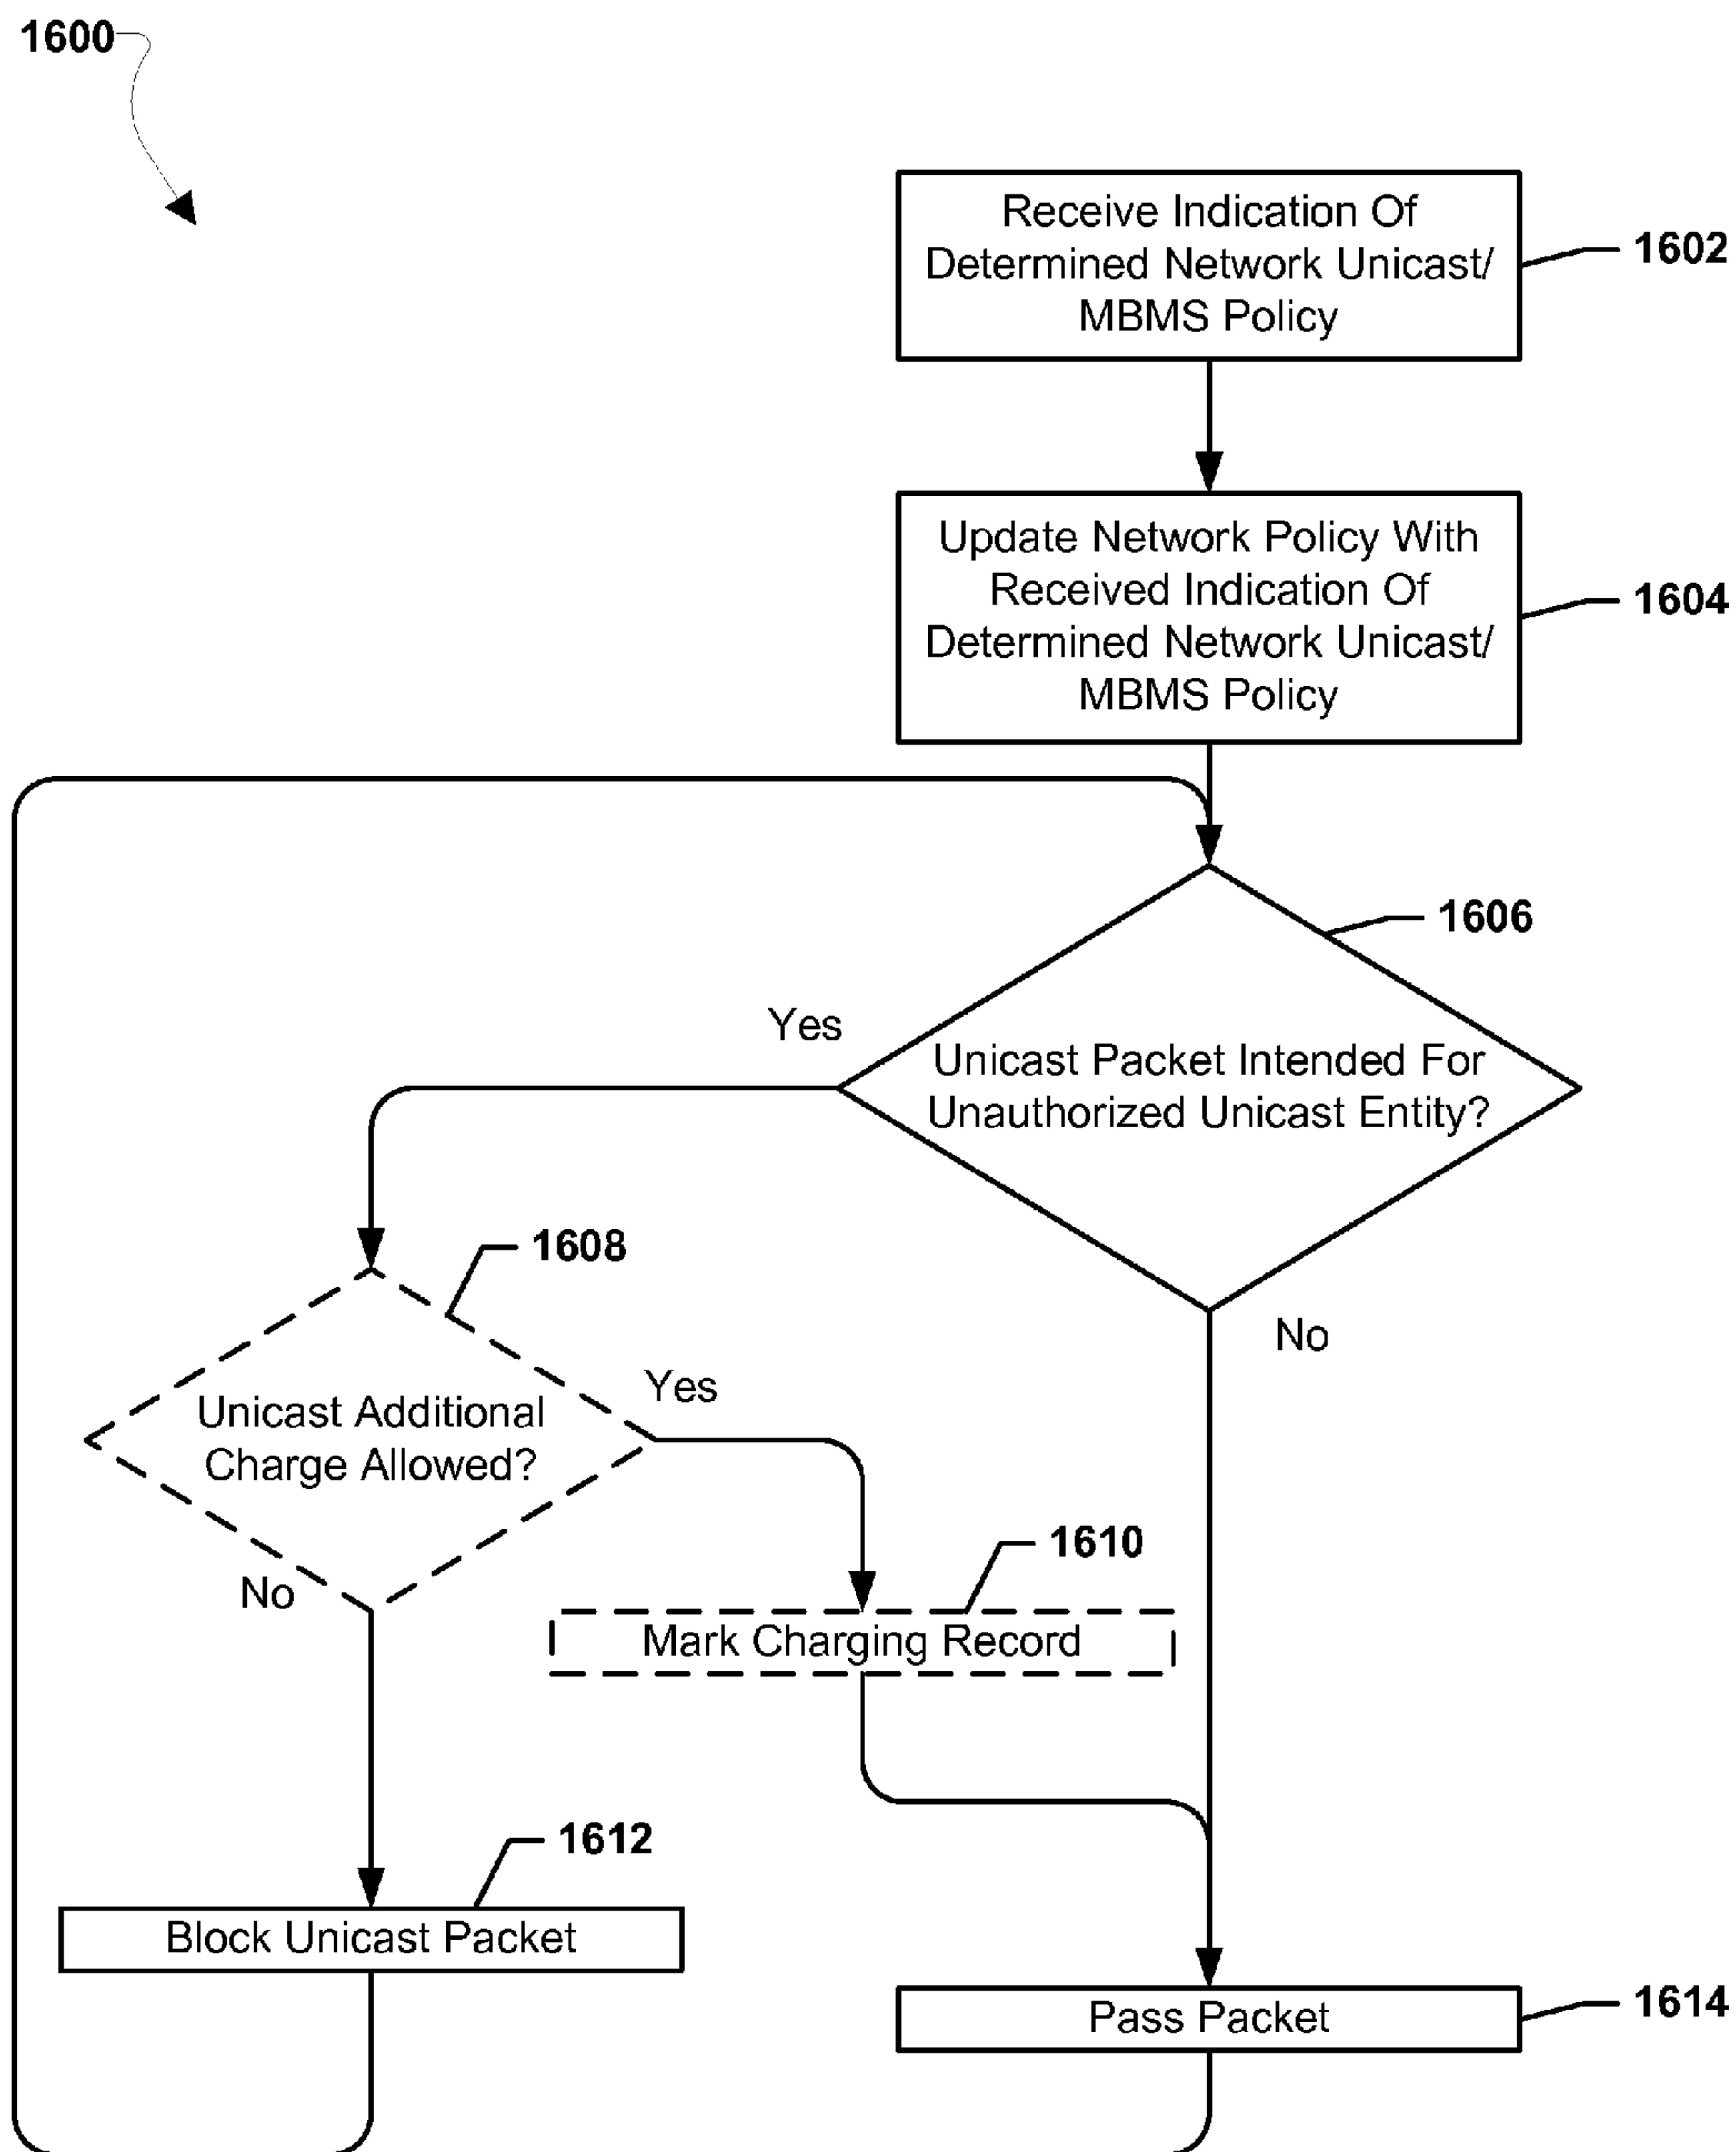 1600
Receive Indication Of
Determined Network Unicast/
MBMS Policy
1602
Update Network Policy With
Received Indication Of
Determined Network Unicast/
MBMS Policy
1604
1606
Yes
Unicast Packet Intended For
Unauthorized Unicast Entity?
No
1608
Unicast Additional
Charge Allowed?
Yes
No
1610
Mark Charging Record
1612
Block Unicast Packet
Pass Packet
1614